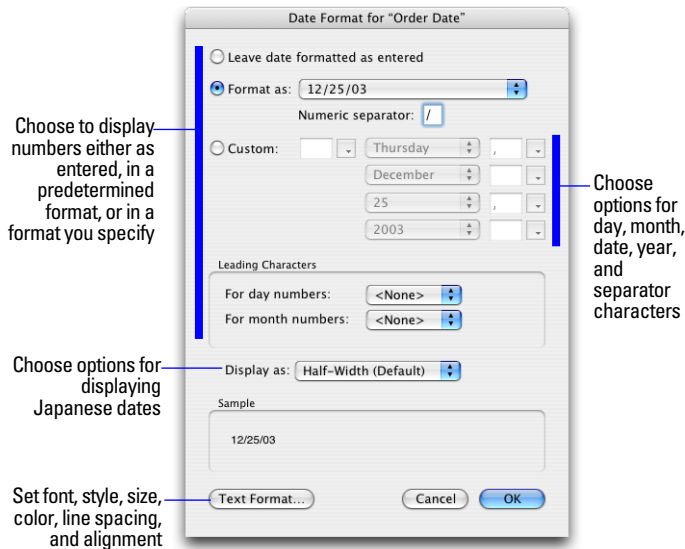 Date Format for “Order Date”
Leave date formatted as entered
Format as: 12/25/03
Numeric separator: /
Custom: Thursday ,
December
25 ,
2003
Leading Characters
For day numbers: <None>
For month numbers: <None>
Display as: Half-Width (Default)
Sample
12/25/03
Text Format... Cancel OK
Choose to display
numbers either as
entered, in a
predetermined
format, or in a
format you specify
Choose options for
displaying
Japanese dates
Set font, style, size,
color, line spacing,
and alignment
Choose
options for
day, month,
date, year,
and
separator
characters